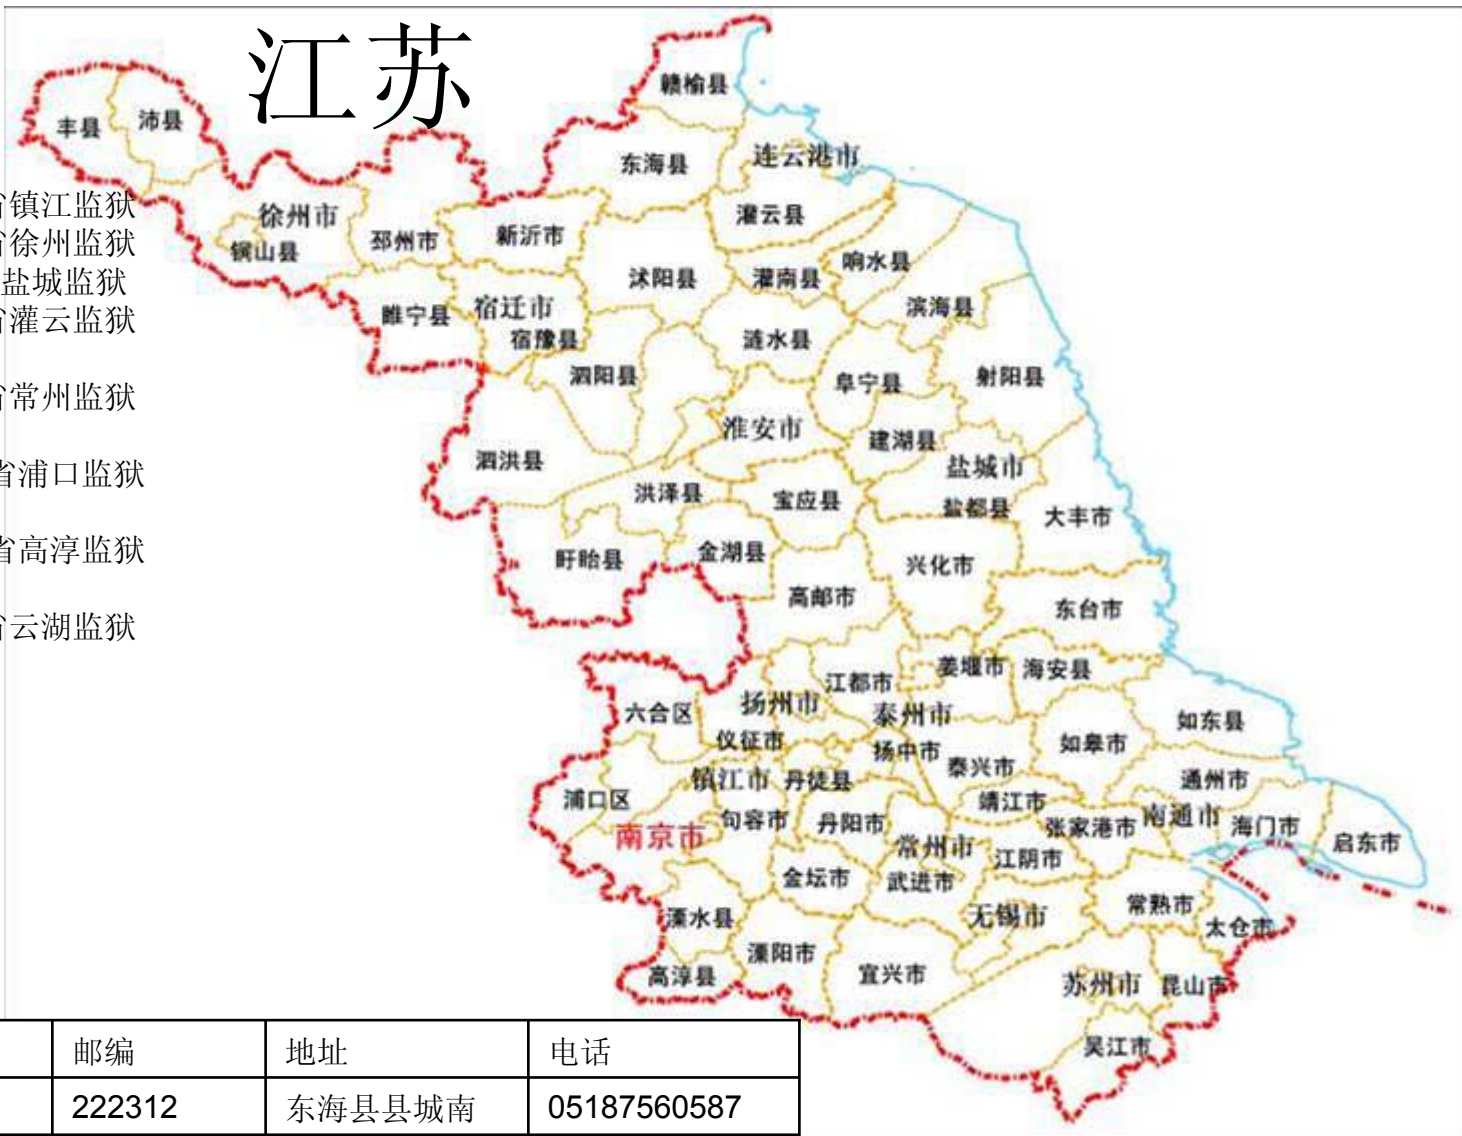 江苏
赣榆县
沛县
丰县
连云港市
东海县
省镇江监狱
徐州市
灌云县
省徐州监狱
邳州市
新沂市
铜山县
响水县
盐城监狱
沭阳县
灌南县
省灌云监狱
睢宁县
宿迁市
滨海县
宿豫县
涟水县
泗阳县
阜宁县
射阳县
省常州监狱
淮安市
建湖县
泗洪县
盐城市
省浦口监狱
洪泽县
宝应县
盐都县
大丰市
省高淳监狱
盱眙县
金湖县
兴化市
高邮市
东台市
省云湖监狱
姜堰市
海安县
江都市
扬州市
六合区
泰州市
如东县
仪征市
扬中市
如皋市
镇江市
丹徒县
泰兴市
通州市
浦口区
靖江市
句容市
丹阳市
张家港市
南通市
海门市
南京市
常州市
江阴市
启东市
金坛市
武进市
溧水县
无锡市
常熟市
太仓市
溧阳市
高淳县
宜兴市
苏州市
昆山市
吴江市
邮编 地址 电话
222312 东海县县城南 05187560587